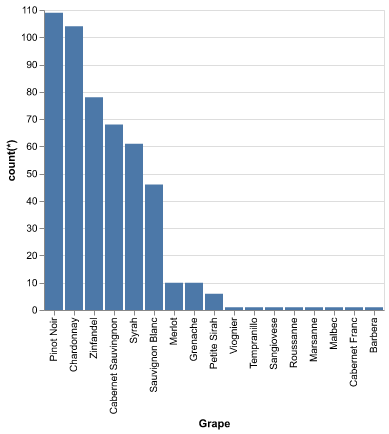 110
100
90
80
70
60
50
40
30
20
10
0
count(*)
Pinot Noir
Chardonnay
Zinfandel
Cabernet Sauvingnon
Syrah
Sauvignon Blanc
Merlot
Grenache
Petite Sirah
Viognier
Tempranillo
Sangiovese
Roussanne
Marsanne
Malbec
Cabernet Franc
Barbera
Grape